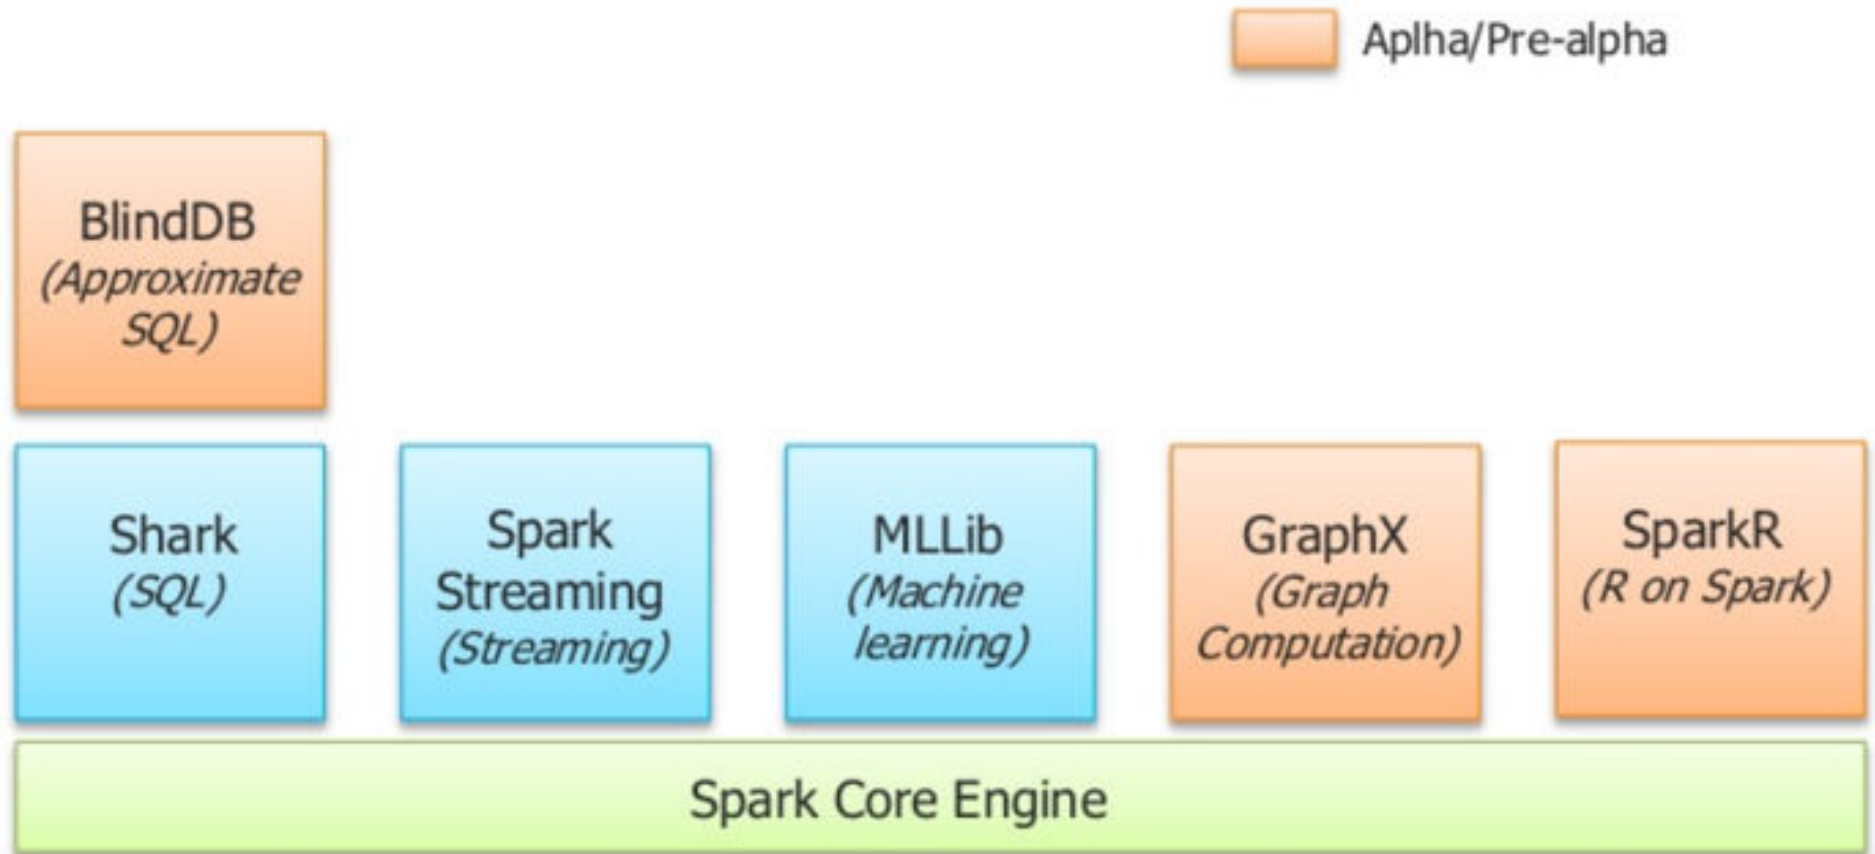 Aplha/Pre-alpha
BlindDB
(Approximate
SQL)
Shark
(SQL)
Spark
Streaming
(Streaming)
MLLib
(Machine
learning)
GraphX
(Graph
Computation)
SparkR
(R on Spark)
Spark Core Engine